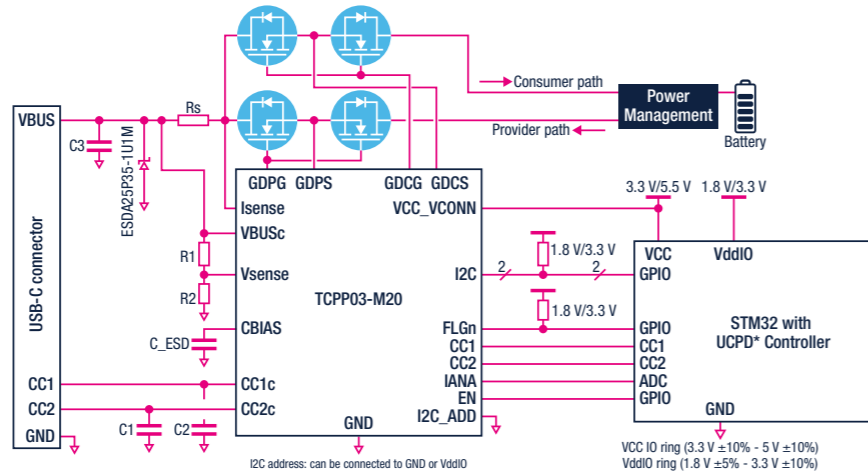 Consumer path
Power
Management
Provider path
Battery
VBUS
Rs
C3
ESDA25P35-1U1M
GDPG
GDPS
GDCG
GDCS
3.3 V/5.5 V
1.8 V/3.3 V
Isense
VCC_VCONN
VBUSc
R1
1.8 V/3.3 V
VCC
VddIO
Vsense
I2C
2
2
GPIO
R2
TCPP03-M20
1.8 V/3.3 V
USB-C connector
CBIAS
C_ESD
FLGn
GPIO
STM32 with
UCPD* Controller
CC1
CC1
CC2
CC2
CC1
CC1c
IANA
ADC
CC2
CC2c
EN
GPIO
GND
C1
C2
GND
I2C_ADD
GND
I2C address: can be connected to GND or VddIO
VCC IO ring (3.3 V ±10% - 5 V ±10%)
VddIO ring (1.8 V ±5% - 3.3 V ±10%)